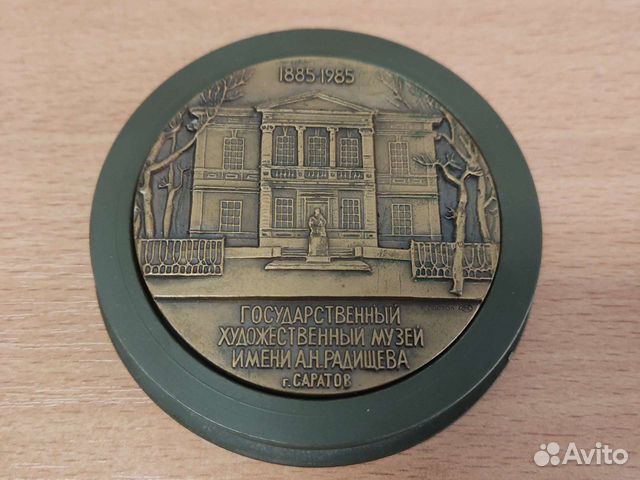 1885-1985
ГОСУДАРСТВЕННЫЙ
ХУДОЖЕСТВЕННЫЙ МУЗЕЙ
ИМЕНИ А.Н.РАДИЩЕВА
г. САРАТОВ
Avito